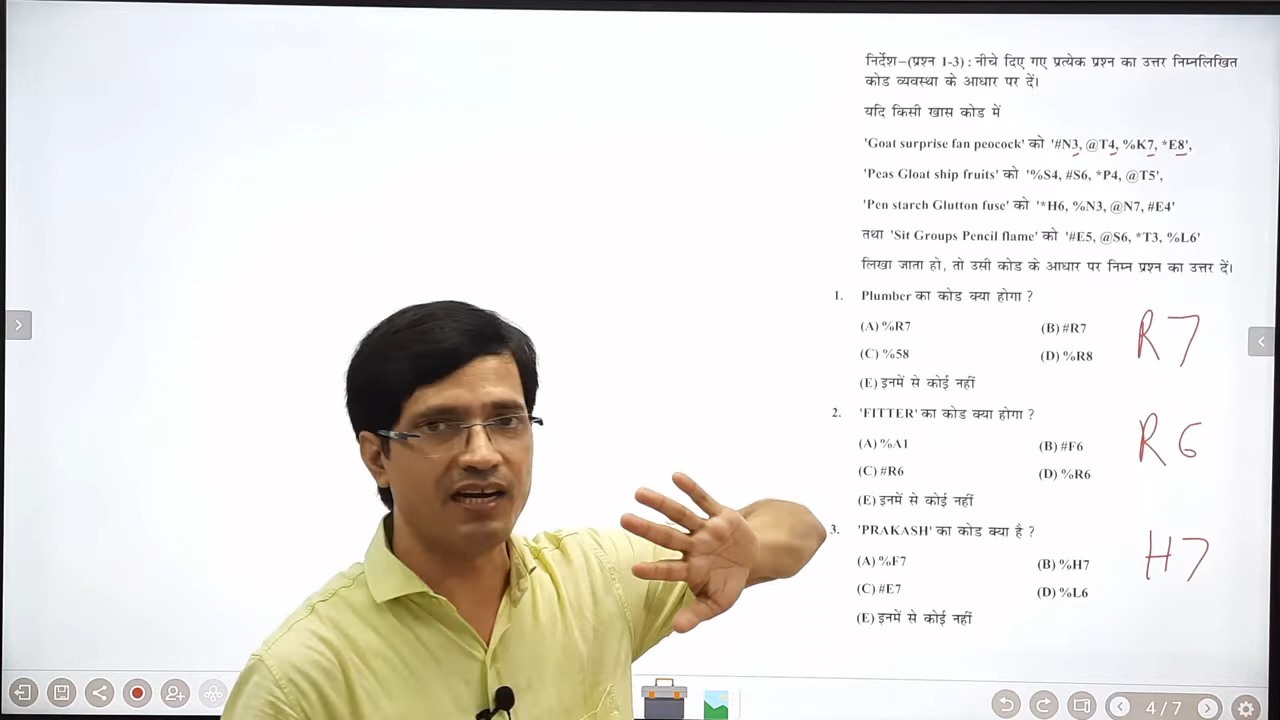 निर्देश–(प्रश्न 1-3) : नीचे दिए गए प्रत्येक प्रश्न का उत्तर निम्नलिखित
कोड व्यवस्था के आधार पर दें।
यदि किसी खास कोड में
'Goat surprise fan peocock' को '#N3, @T4, %K7, *E8',
'Peas Gloat ship fruits' को '%S4, #S6, *P4, @T5',
'Pen starch Glutton fuse' को '*H6, %N3, @N7, #E4'
तथा 'Sit Groups Pencil flame' को '#E5, @S6, *T3, %L6'
लिखा जाता हो, तो उसी कोड के आधार पर निम्न प्रश्न का उत्तर दें।
1. Plumber का कोड क्या होगा ?
(A) %R7 (B) #R7
(C) %58 (D) %R8
R7
(E) इनमें से कोई नहीं
2. 'FITTER' का कोड क्या होगा ?
(A) %A1 (B) #F6
(C) #R6 (D) %R6
R6
(E) इनमें से कोई नहीं
3. 'PRAKASH' का कोड क्या है ?
(A) %F7 (B) %H7
(C) #E7 (D) %L6
H7
(E) इनमें से कोई नहीं
4/7